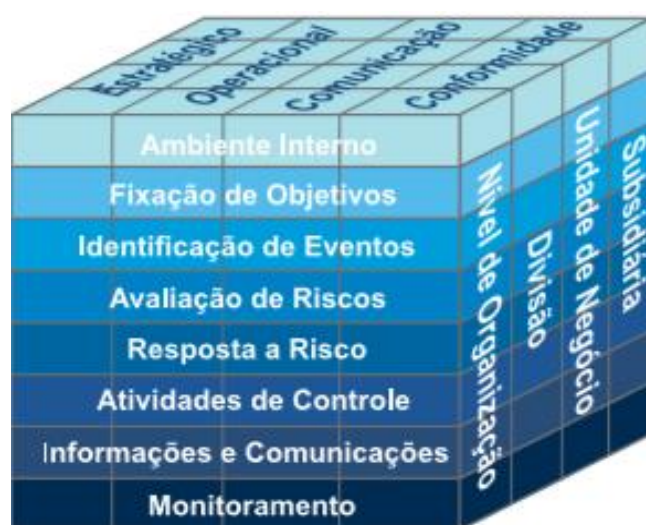 Estratégico
Operacional
Comunicação
Conformidade
Ambiente Interno
Fixação de Objetivos
Identificação de Eventos
Avaliação de Riscos
Resposta a Risco
Atividades de Controle
Informações e Comunicações
Monitoramento
Nível de Organização
Divisão
Unidade de Negócio
Subsidiária